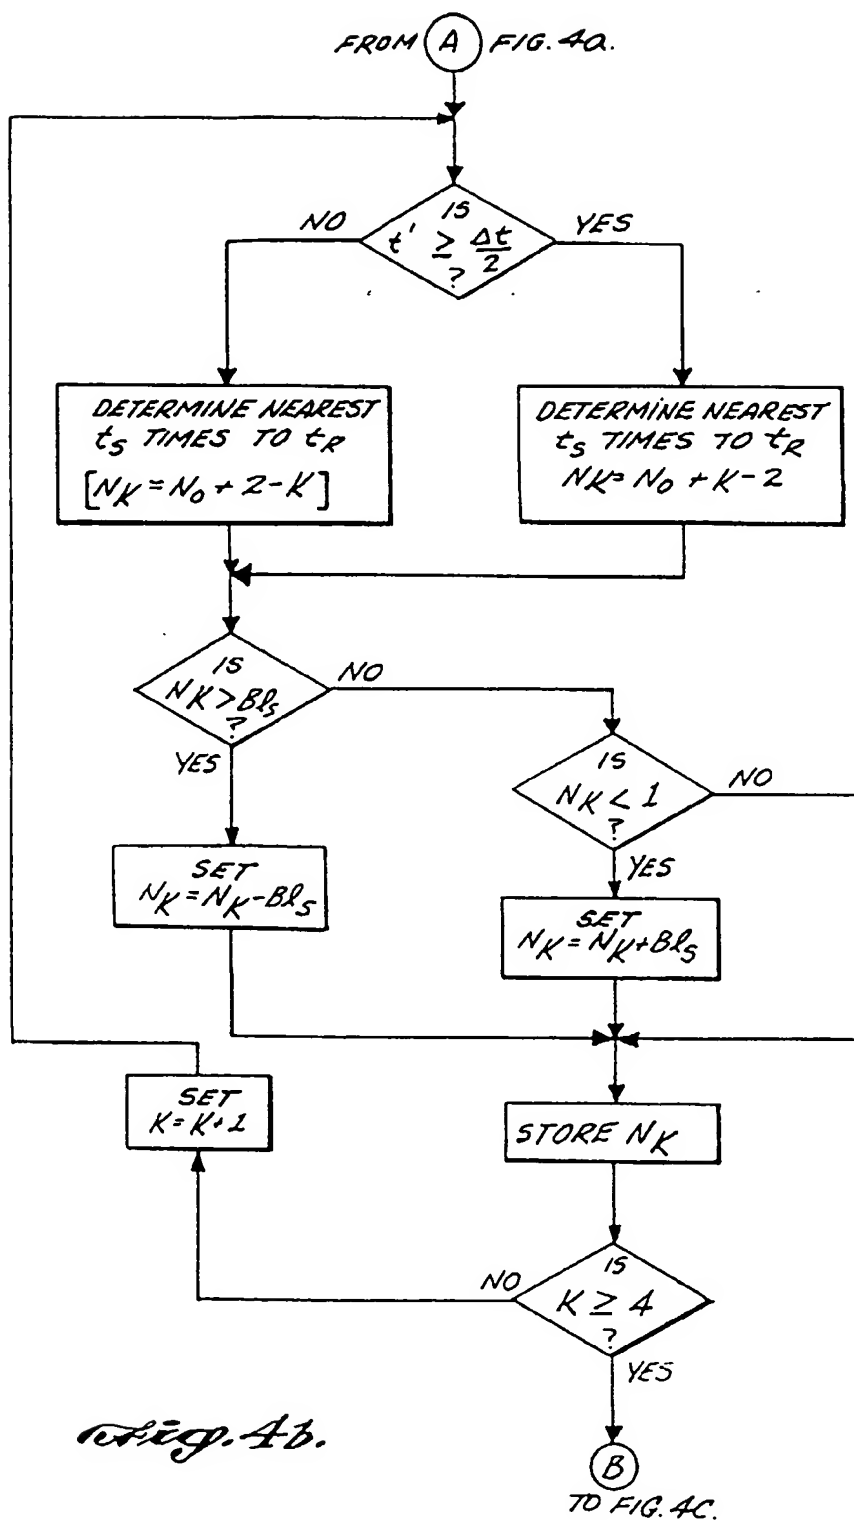 FROM A FIG. 4a.
IS
t' ≥ Δt/2
?
NO
YES
DETERMINE NEAREST
tS TIMES TO tR
[NK = N0 + 2 - K]
DETERMINE NEAREST
tS TIMES TO tR
NK = N0 + K - 2
IS
NK > BlS
?
NO
YES
IS
NK < 1
?
NO
YES
SET
NK = NK - BlS
SET
NK = NK + BlS
SET
K = K + 1
STORE NK
IS
K ≥ 4
?
NO
YES
Fig. 4b.
B
TO FIG. 4C.